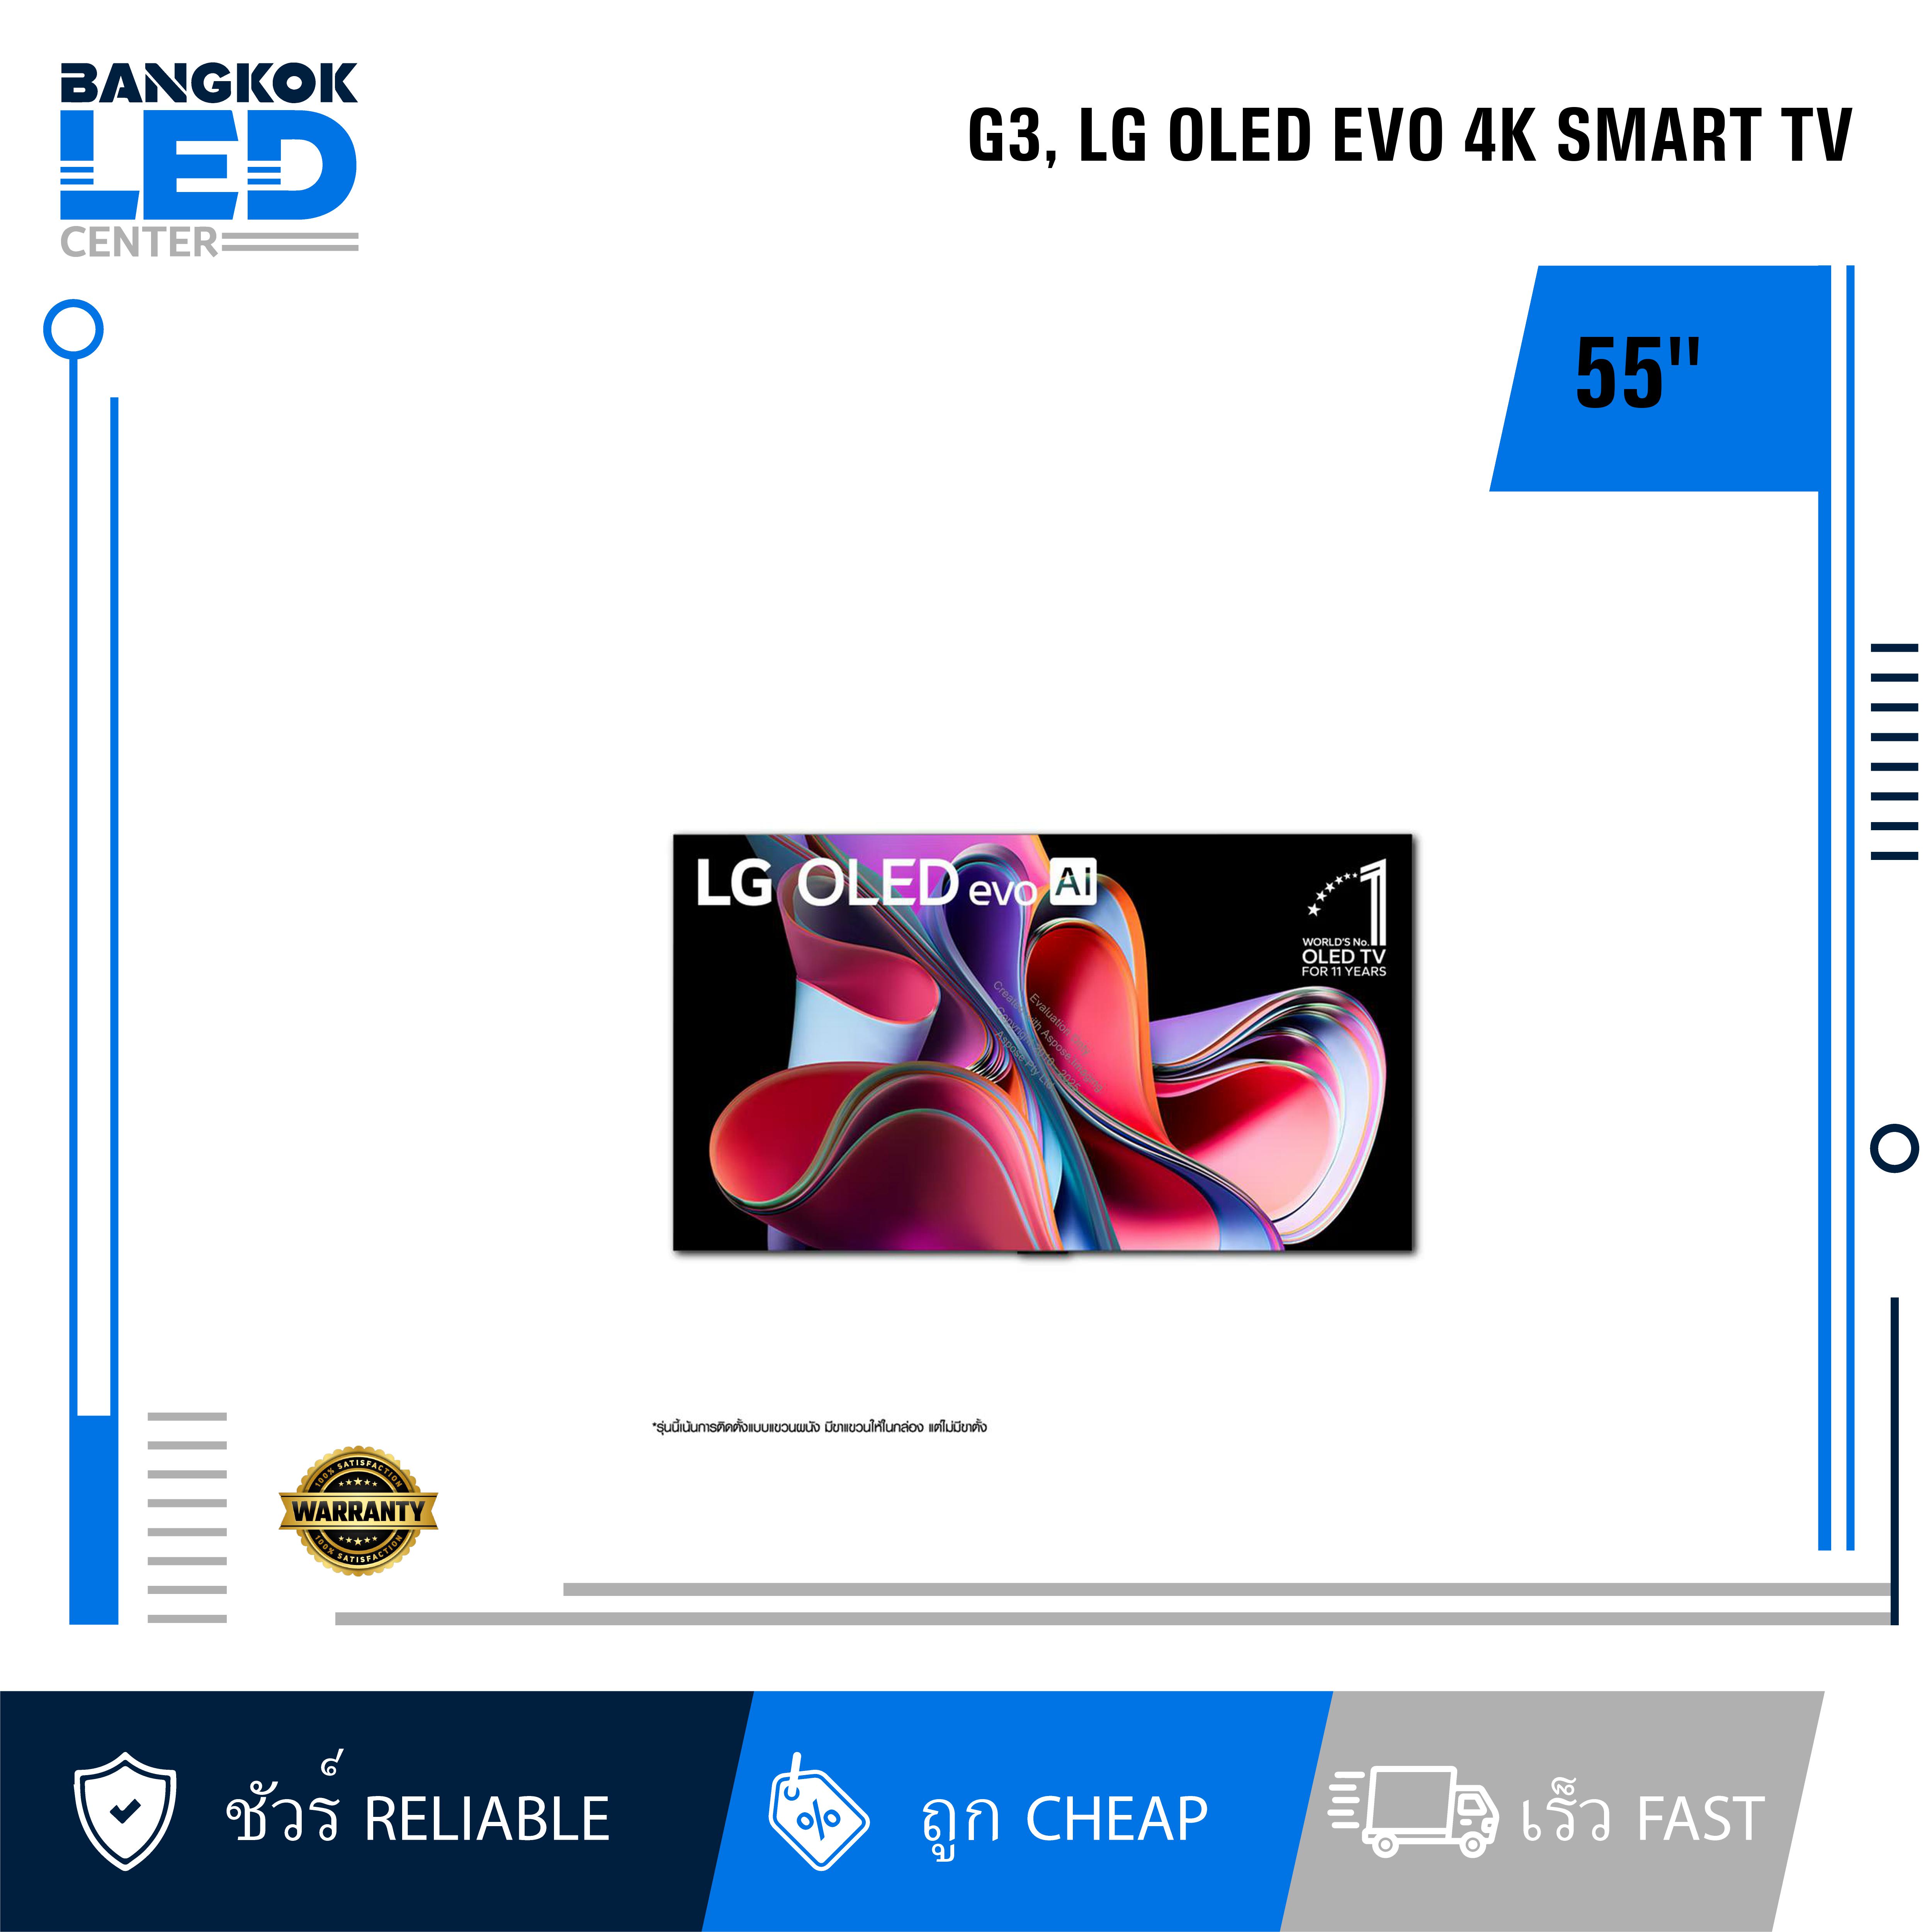 BANGKOK
LED
CENTER
G3, LG OLED EVO 4K SMART TV
55"
LG OLED evo AI
1
WORLD'S No.
OLED TV
FOR 11 YEARS
Evaluation only.
Created with Aspose.Imaging.
Aspose Pty Ltd.
*รุ่นนี้เน้นการติดตั้งแบบแขวนผนัง มีขาแขวนให้ในกล่อง แต่ไม่มีขาตั้ง
100% SATISFACTION
WARRANTY
100% SATISFACTION
ชัวร์ RELIABLE
% ถูก CHEAP
เร็ว FAST